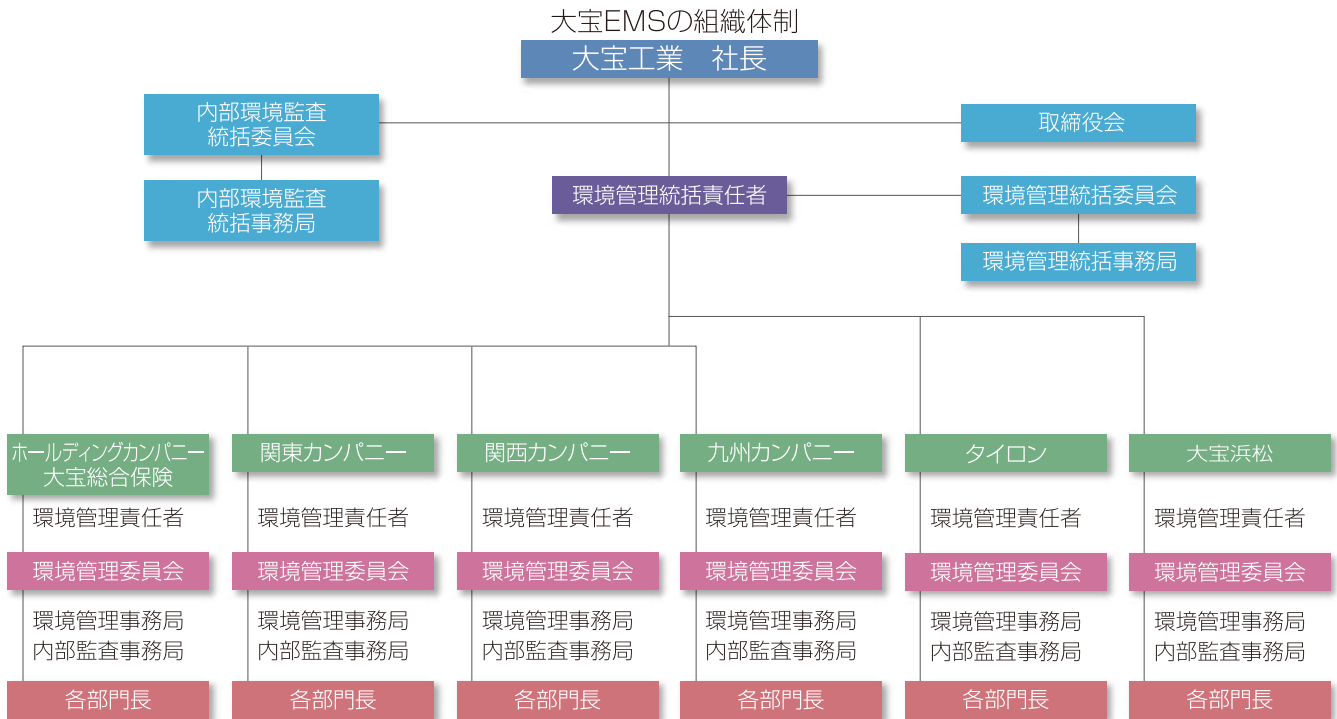 大宝EMSの組織体制
大宝工業　社長
内部環境監査
統括委員会
取締役会
内部環境監査
統括事務局
環境管理統括責任者
環境管理統括委員会
環境管理統括事務局
ホールディングカンパニー
大宝総合保険
関東カンパニー
関西カンパニー
九州カンパニー
タイロン
大宝浜松
環境管理責任者
環境管理責任者
環境管理責任者
環境管理責任者
環境管理責任者
環境管理責任者
環境管理委員会
環境管理委員会
環境管理委員会
環境管理委員会
環境管理委員会
環境管理委員会
環境管理事務局
内部監査事務局
環境管理事務局
内部監査事務局
環境管理事務局
内部監査事務局
環境管理事務局
内部監査事務局
環境管理事務局
内部監査事務局
環境管理事務局
内部監査事務局
各部門長
各部門長
各部門長
各部門長
各部門長
各部門長